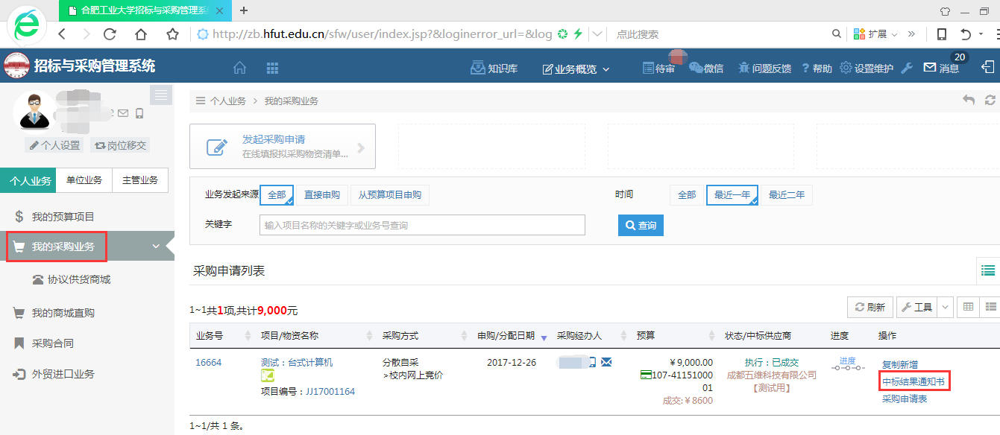 合肥工业大学招标与采购管理系
http://zb.hfut.edu.cn/sfw/user/index.jsp?&loginerror_url=&log
点此搜索
扩展
招标与采购管理系统
知识库
业务概览
待审
微信
问题反馈
? 帮助
设置维护
消息
20
个人设置
岗位移交
个人业务
单位业务
主管业务
我的预算项目
我的采购业务
协议供货商城
我的商城直购
采购合同
外贸进口业务
个人业务 > 我的采购业务
发起采购申请
在线填报拟采购物资清单...
业务发起来源 全部 直接申购 从预算项目申购
时间 全部 最近一年 最近二年
关键字 输入项目名称的关键字或业务号查询 查询
采购申请列表
1~1共1项,共计9,000元
刷新 工具
业务号 项目/物资名称 采购方式 申购/分配日期 采购经办人 预算 状态/中标供应商 进度 操作
16664
测试：台式计算机
项目编号：JJ17001164
分散自采
>校内网上竞价
2017-12-26
￥9,000.00
107-41151000
01
成交:￥8600
执行：已成交
成都五维科技有限公司
【测试用】
进度
复制新增
中标结果通知书
采购申请表
1~1/共 1 条。